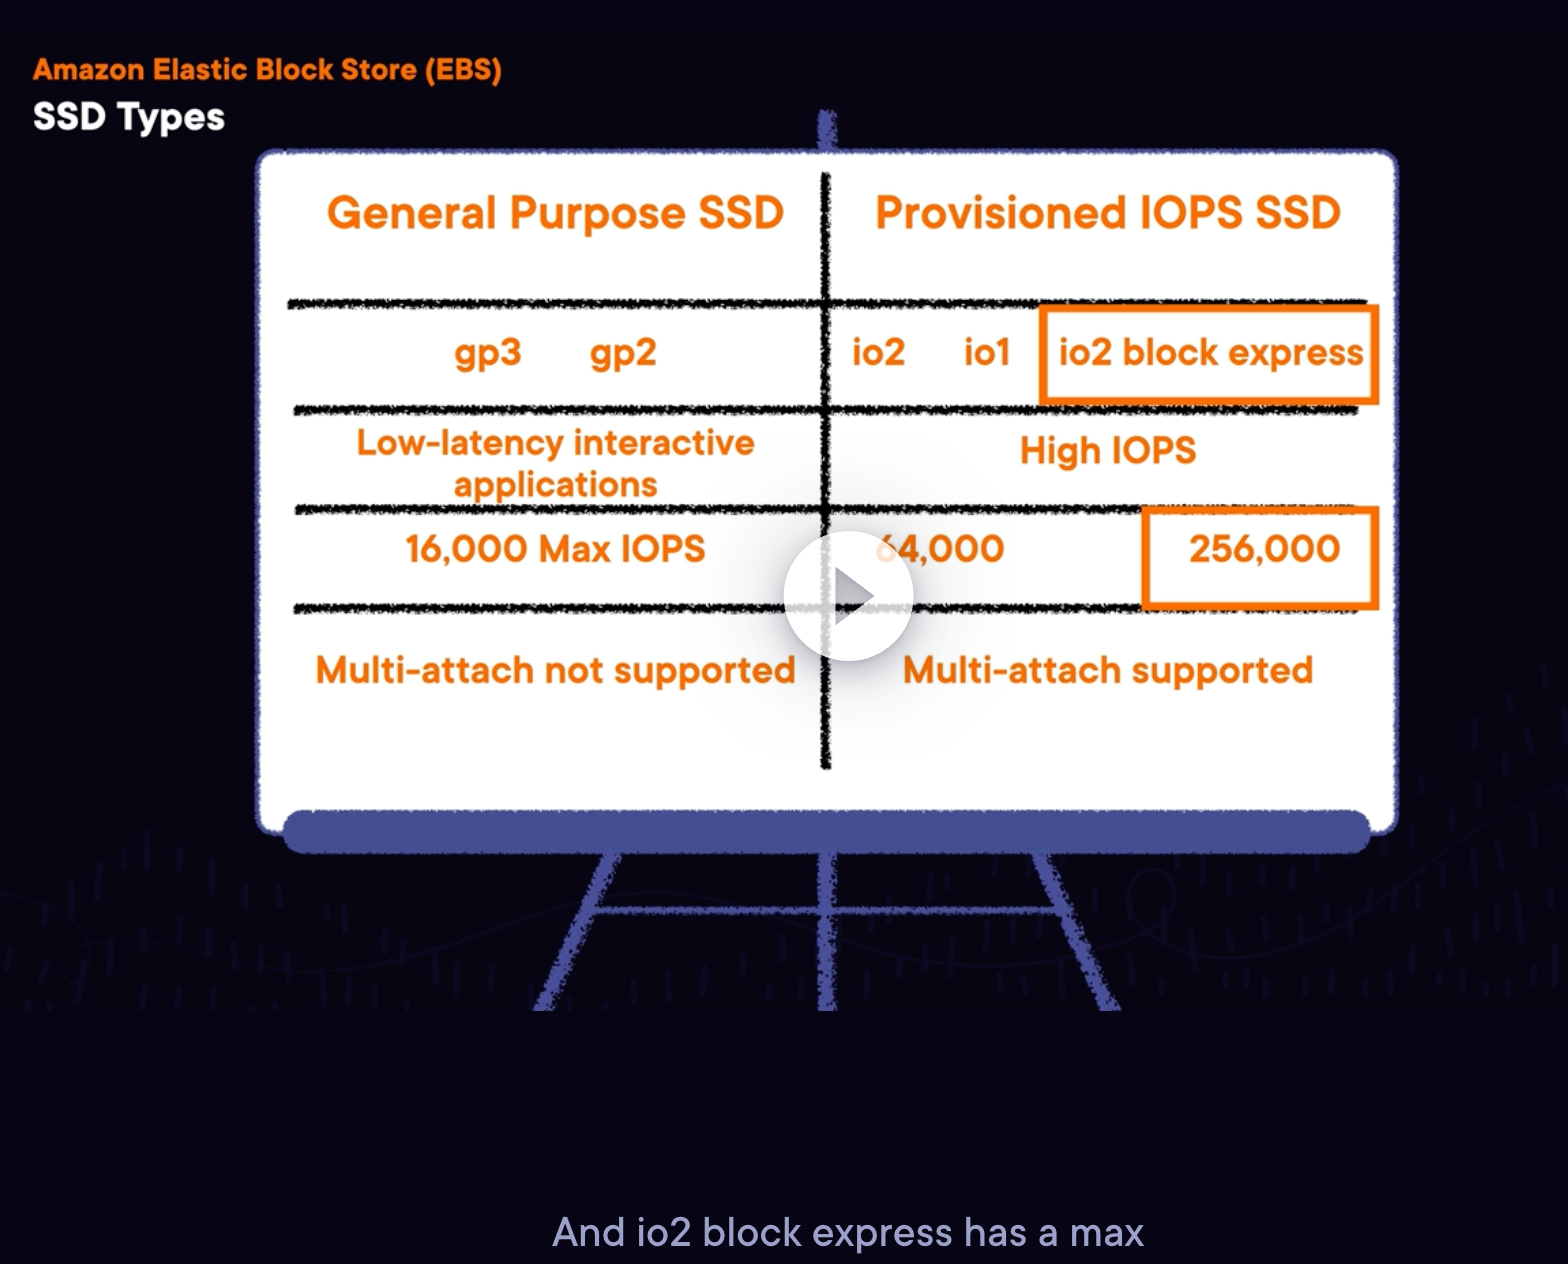 Amazon Elastic Block Store (EBS)
SSD Types
General Purpose SSD
Provisioned IOPS SSD
gp3 gp2
io2 io1 io2 block express
Low-latency interactive
applications
High IOPS
16,000 Max IOPS
64,000 256,000
Multi-attach not supported
Multi-attach supported
And io2 block express has a max